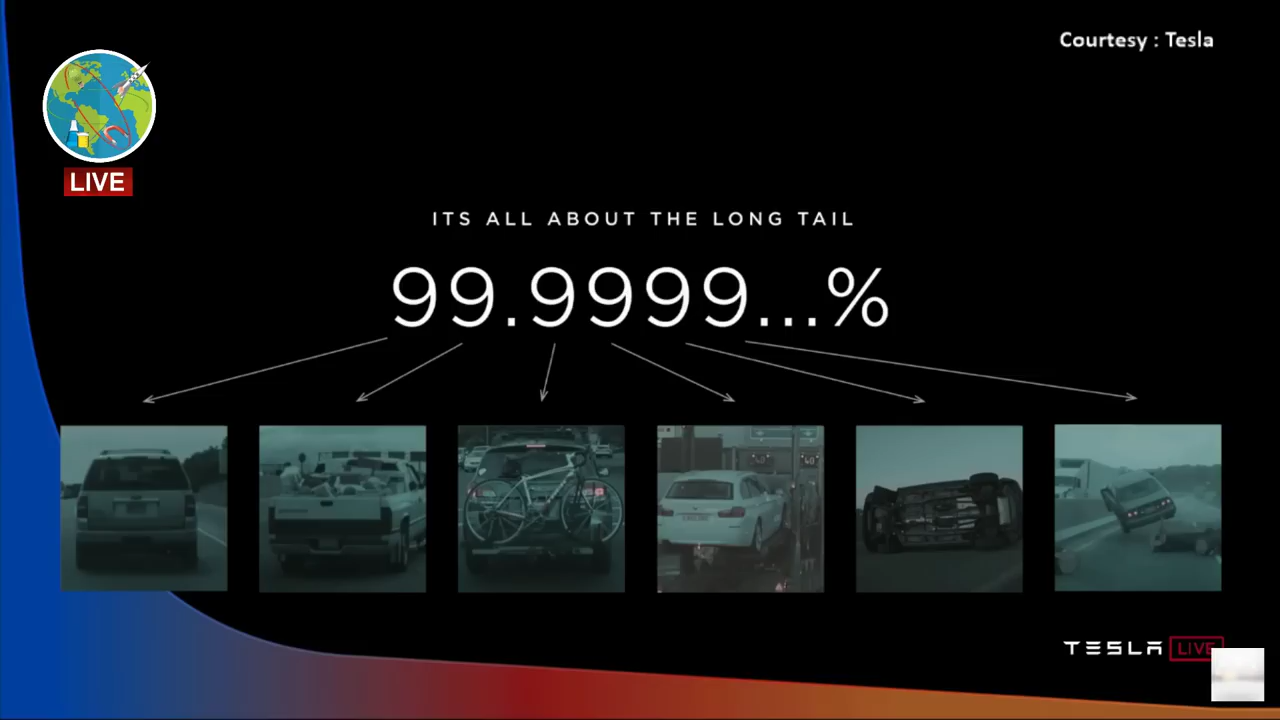 Courtesy : Tesla
LIVE
ITS ALL ABOUT THE LONG TAIL
99.9999...%
TESLA LIVE